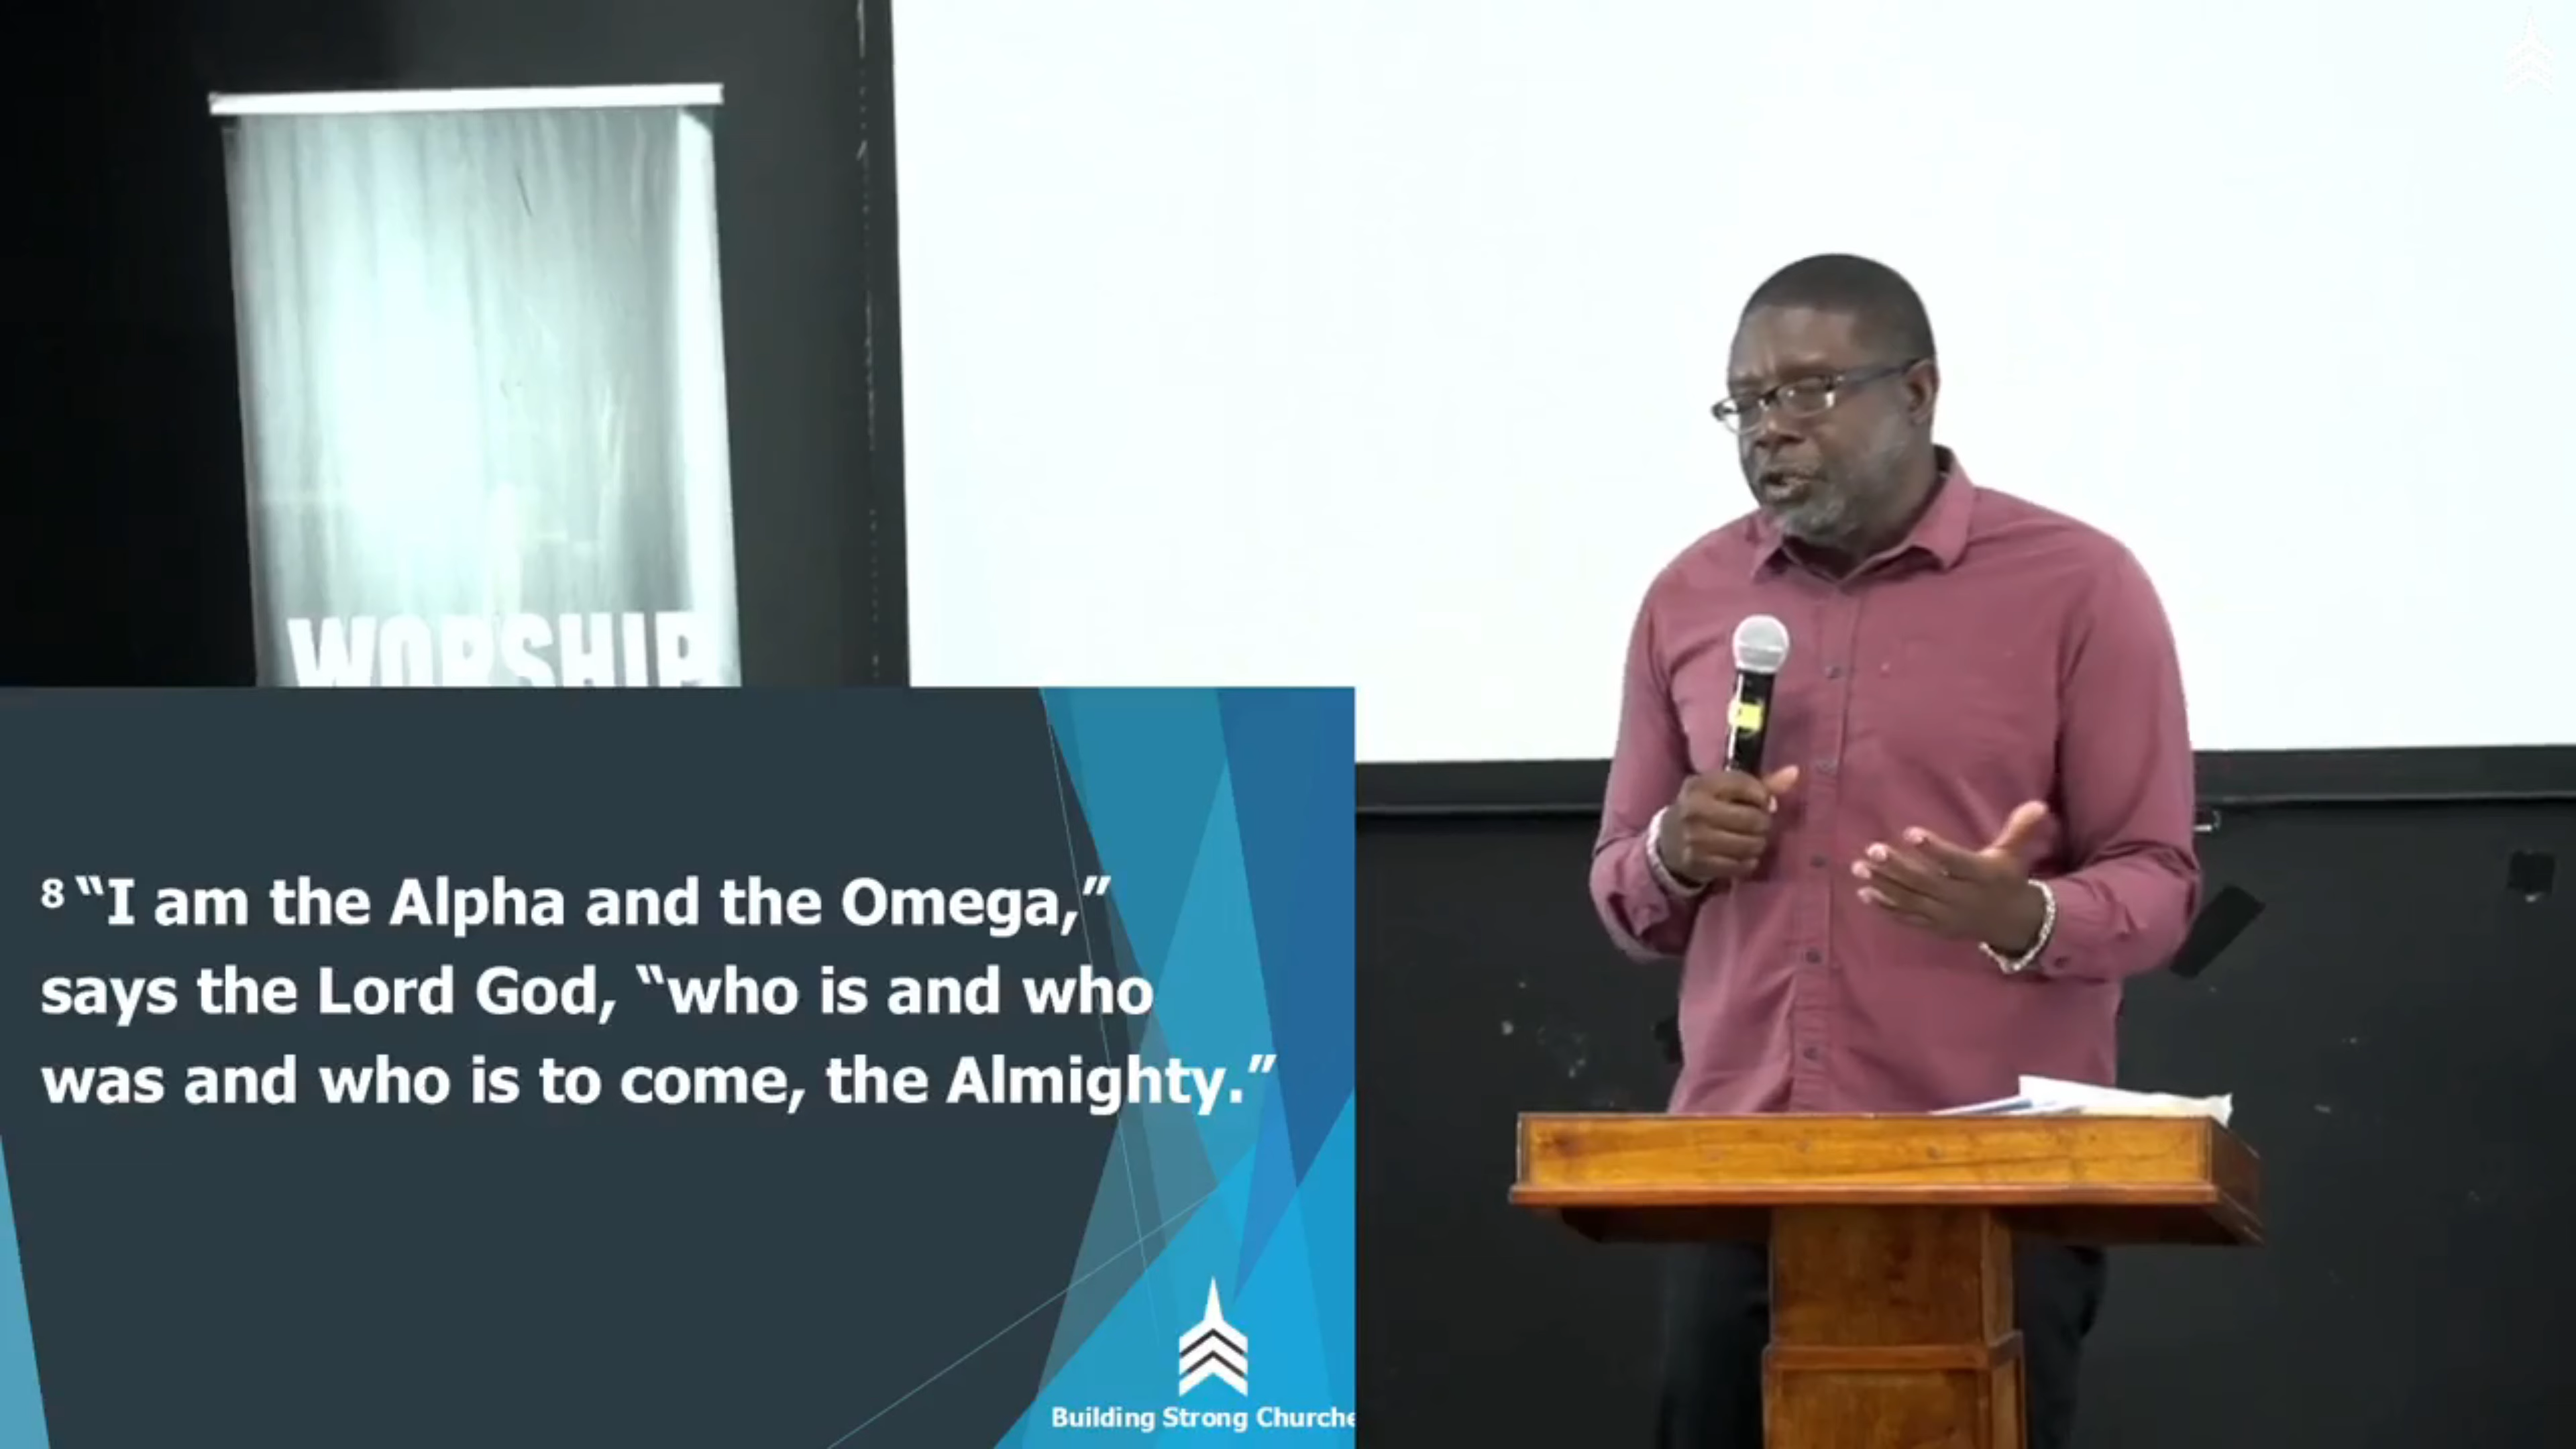 WORSHIP
8 “I am the Alpha and the Omega,”
says the Lord God, “who is and who
was and who is to come, the Almighty.”
Building Strong Churche